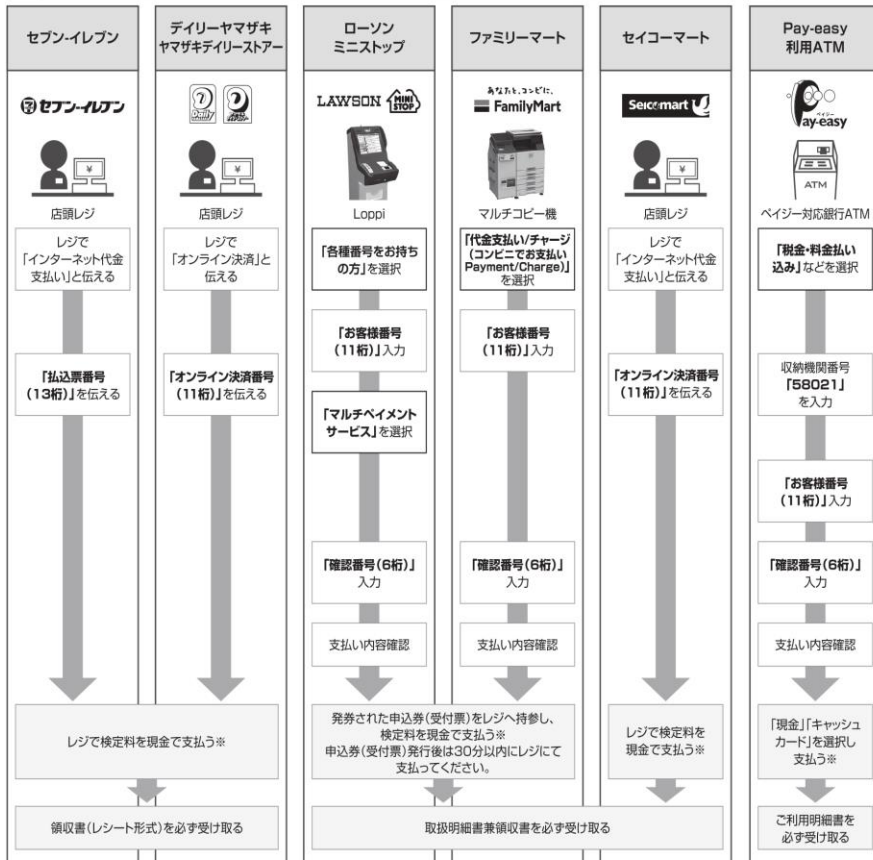 セブン-イレブン
デイリーヤマザキ
ヤマザキデイリーストアー
ローソン
ミニストップ
ファミリーマート
セイコーマート
Pay-easy
利用ATM
セブン-イレブン
Daily
LAWSON
MINI
STOP
あなたと、コンビに、
FamilyMart
Seicomart
ペイジー
Pay-easy
¥
店頭レジ
¥
店頭レジ
Loppi
マルチコピー機
¥
店頭レジ
ATM
ペイジー対応銀行ATM
レジで
「インターネット代金
支払い」と伝える
レジで
「オンライン決済」と
伝える
「各種番号をお持ち
の方」を選択
「代金支払い/チャージ
(コンビニでお支払い
Payment/Charge)」
を選択
レジで
「インターネット代金
支払い」と伝える
「税金・料金払い
込み」などを選択
「お客様番号
(11桁)」入力
「お客様番号
(11桁)」入力
「払込票番号
(13桁)」を伝える
「オンライン決済番号
(11桁)」を伝える
「マルチペイメント
サービス」を選択
「オンライン決済番号
(11桁)」を伝える
収納機関番号
「58021」
を入力
「お客様番号
(11桁)」入力
「確認番号(6桁)」
入力
「確認番号(6桁)」
入力
「確認番号(6桁)」
入力
支払い内容確認
支払い内容確認
支払い内容確認
レジで検定料を現金で支払う※
発券された申込券(受付票)をレジへ持参し、
検定料を現金で支払う※
申込券(受付票)発行後は30分以内にレジにて
支払ってください。
レジで検定料を
現金で支払う※
「現金」「キャッシュ
カード」を選択し
支払う※
領収書(レシート形式)を必ず受け取る
取扱明細書兼領収書を必ず受け取る
ご利用明細書を
必ず受け取る